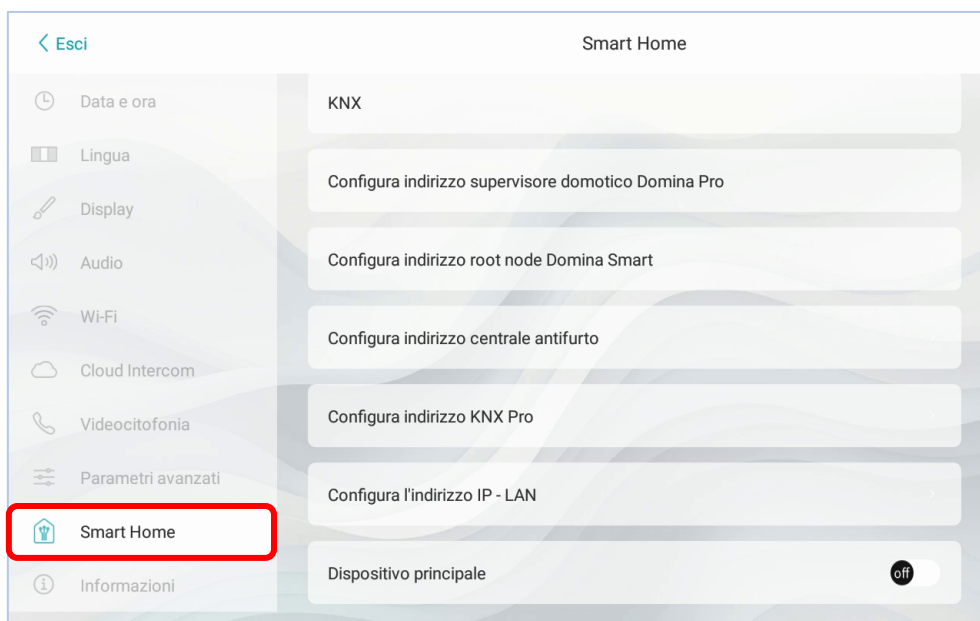 Esci
Smart Home
Data e ora
Lingua
Display
Audio
Wi-Fi
Cloud Intercom
Videocitofonia
Parametri avanzati
Smart Home
Informazioni
KNX
Configura indirizzo supervisore domotico Domina Pro
Configura indirizzo root node Domina Smart
Configura indirizzo centrale antifurto
Configura indirizzo KNX Pro
Configura l'indirizzo IP - LAN
Dispositivo principale
off